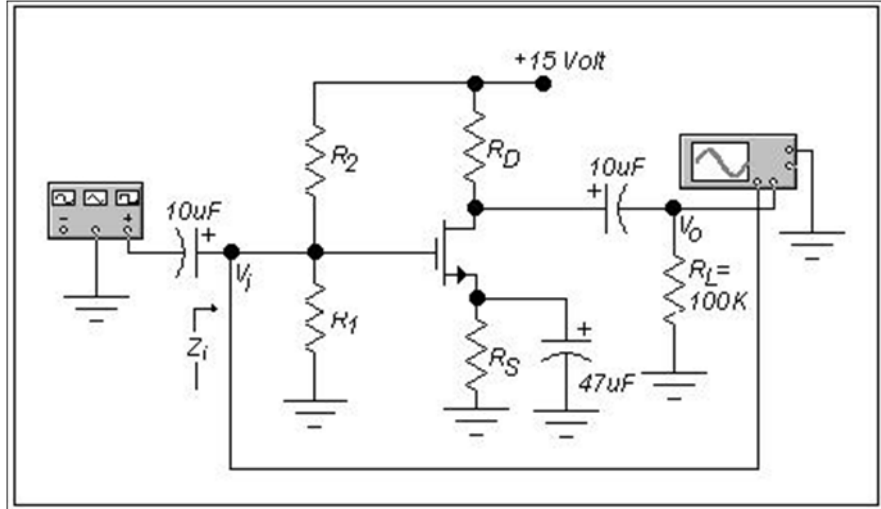 +15 Volt
R2
RD
10uF
10uF
- +
Vi
Vo
RL=
100K
R1
Zi
RS
47uF
+
+
+
+